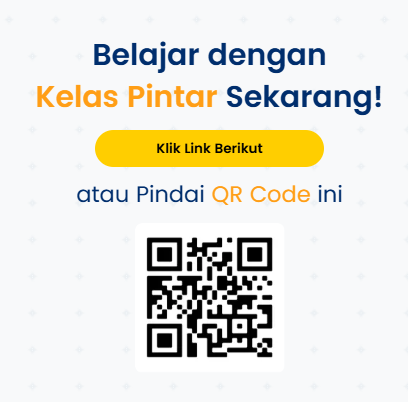 Belajar dengan
Kelas Pintar Sekarang!
Klik Link Berikut
atau Pindai QR Code ini